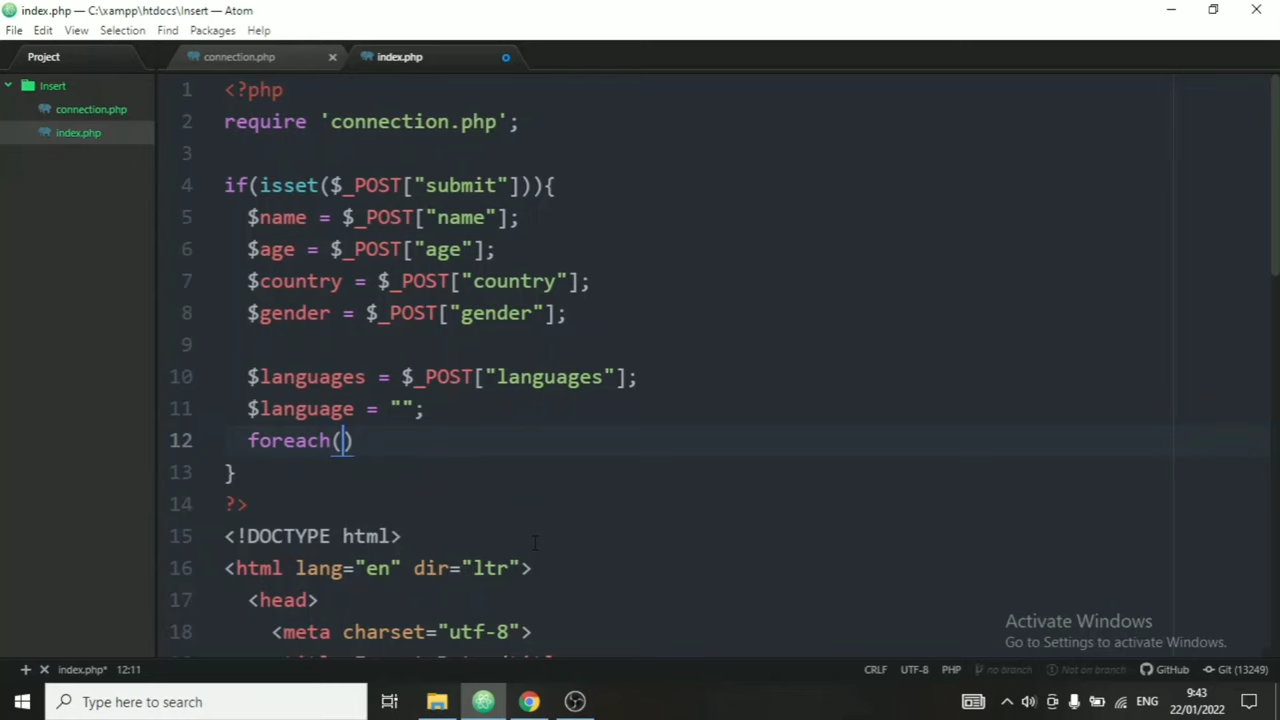 index.php — C:\xampp\htdocs\Insert — Atom
File Edit View Selection Find Packages Help
Project
connection.php
index.php
Insert
connection.php
index.php
1 <?php
2 require 'connection.php';
3
4 if(isset($_POST["submit"])){
5 $name = $_POST["name"];
6 $age = $_POST["age"];
7 $country = $_POST["country"];
8 $gender = $_POST["gender"];
9
10 $languages = $_POST["languages"];
11 $language = "";
12 foreach()
13 }
14 ?>
15 <!DOCTYPE html>
16 <html lang="en" dir="ltr">
17 <head>
18 <meta charset="utf-8">
Activate Windows
Go to Settings to activate Windows.
index.php* 12:11 CRLF UTF-8 PHP no branch Not on branch GitHub Git (13249)
Type here to search
ENG
9:43
22/01/2022